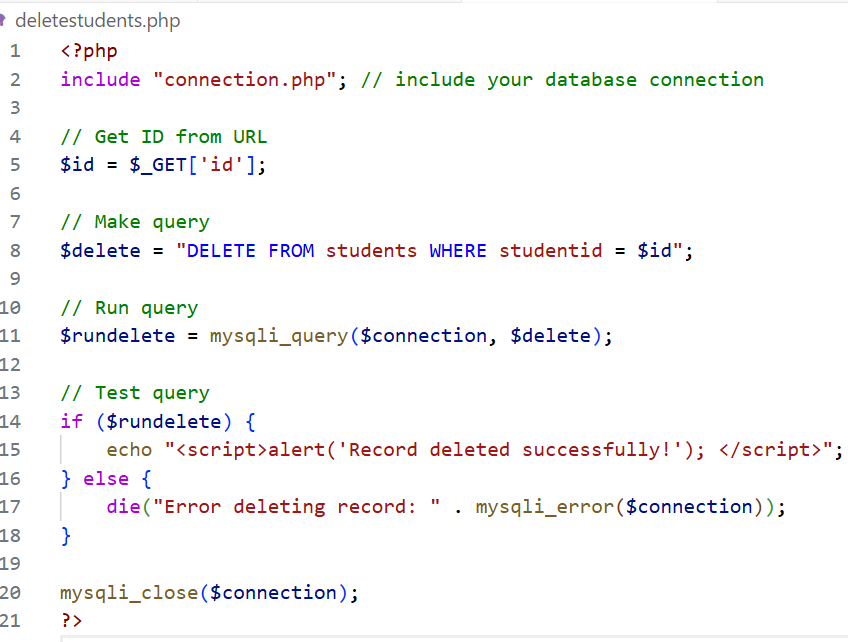 deletestudents.php
1 <?php
2 include "connection.php"; // include your database connection
3
4 // Get ID from URL
5 $id = $_GET['id'];
6
7 // Make query
8 $delete = "DELETE FROM students WHERE studentid = $id";
9
10 // Run query
11 $rundelete = mysqli_query($connection, $delete);
12
13 // Test query
14 if ($rundelete) {
15     echo "<script>alert('Record deleted successfully!'); </script>";
16 } else {
17     die("Error deleting record: " . mysqli_error($connection));
18 }
19
20 mysqli_close($connection);
21 ?>